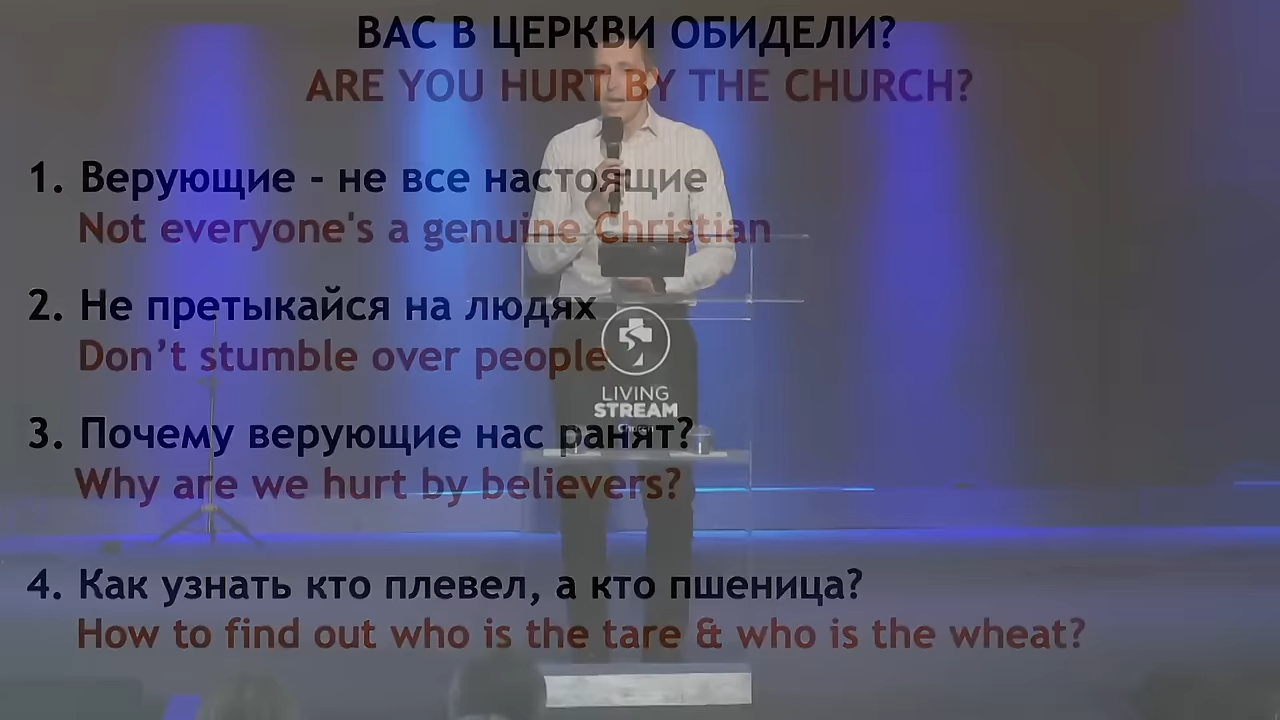 ВАС В ЦЕРКВИ ОБИДЕЛИ?
ARE YOU HURT BY THE CHURCH?
1. Верующие - не все настоящие
Not everyone's a genuine Christian
2. Не претыкайся на людях
Don’t stumble over people
LIVING
STREAM
Church
3. Почему верующие нас ранят?
Why are we hurt by believers?
4. Как узнать кто плевел, а кто пшеница?
How to find out who is the tare & who is the wheat?